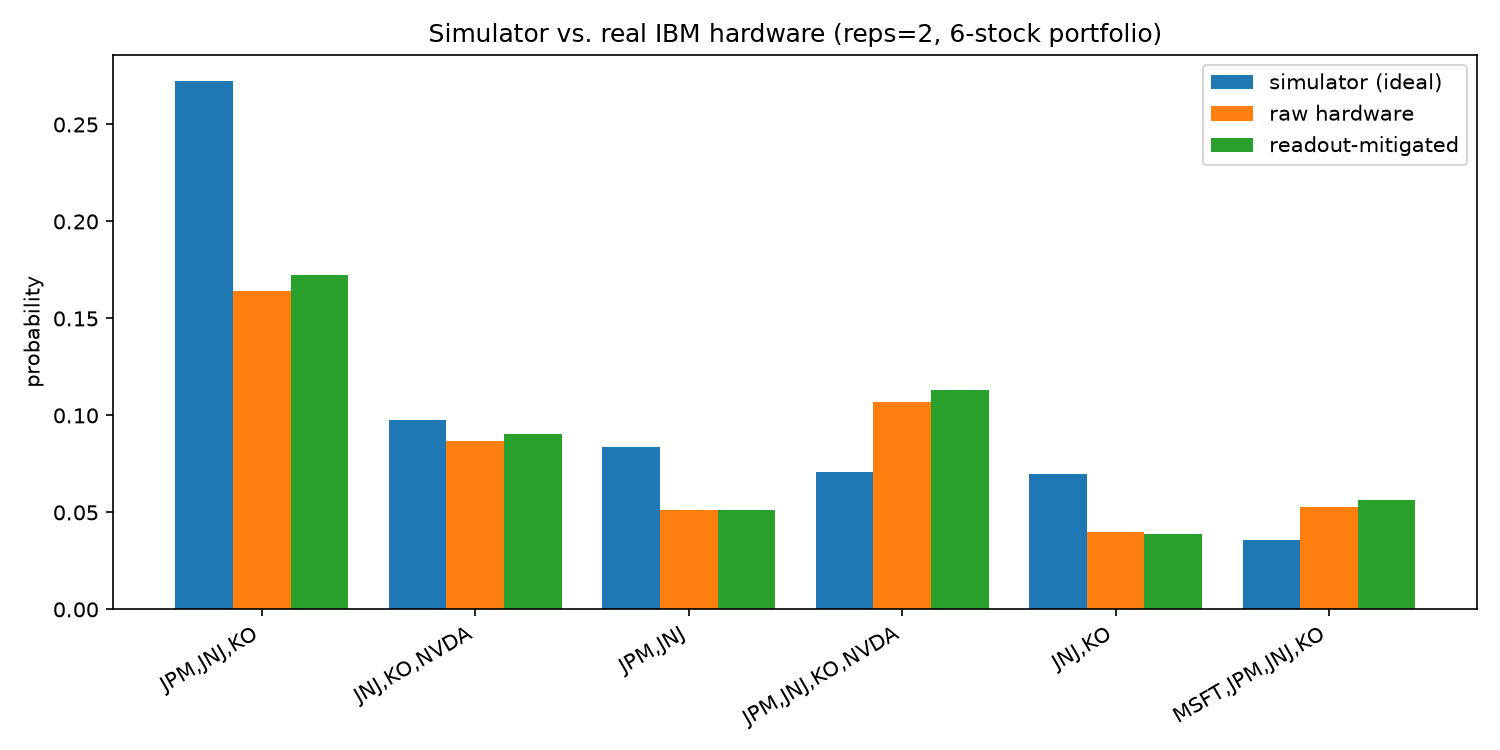 Simulator vs. real IBM hardware (reps=2, 6-stock portfolio)
simulator (ideal)
raw hardware
readout-mitigated
probability
0.25
0.20
0.15
0.10
0.05
0.00
JPM,JNJ,KO
JNJ,KO,NVDA
JPM,JNJ
JPM,JNJ,KO,NVDA
JNJ,KO
MSFT,JPM,JNJ,KO